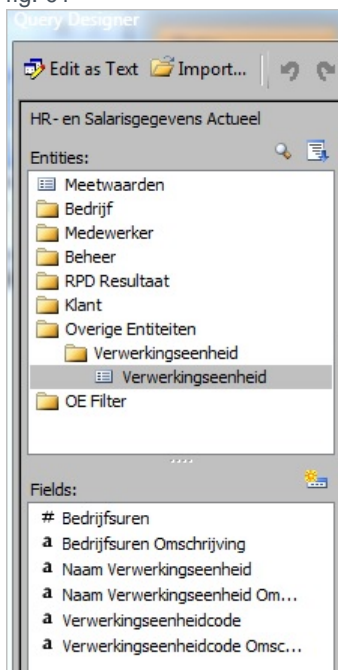 Query Designer
Edit as Text Import...
HR- en Salarisgegevens Actueel
Entities:
Meetwaarden
Bedrijf
Medewerker
Beheer
RPD Resultaat
Klant
Overige Entiteiten
Verwerkingseenheid
Verwerkingseenheid
OE Filter
Fields:
# Bedrijfsuren
a Bedrijfsuren Omschrijving
a Naam Verwerkingseenheid
a Naam Verwerkingseenheid Om...
a Verwerkingseenheidcode
a Verwerkingseenheidcode Omsc...